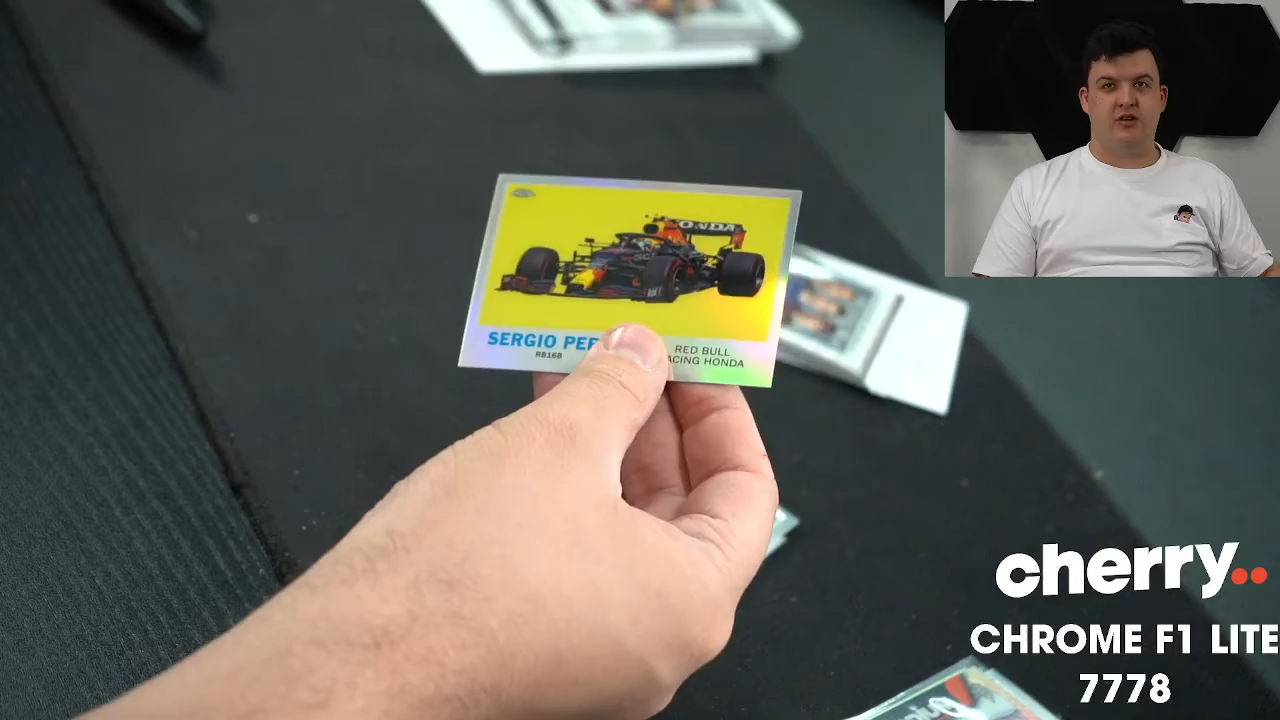 HONDA
SERGIO PE
RB16B
RED BULL
ACING HONDA
cherry..
CHROME F1 LITE
7778